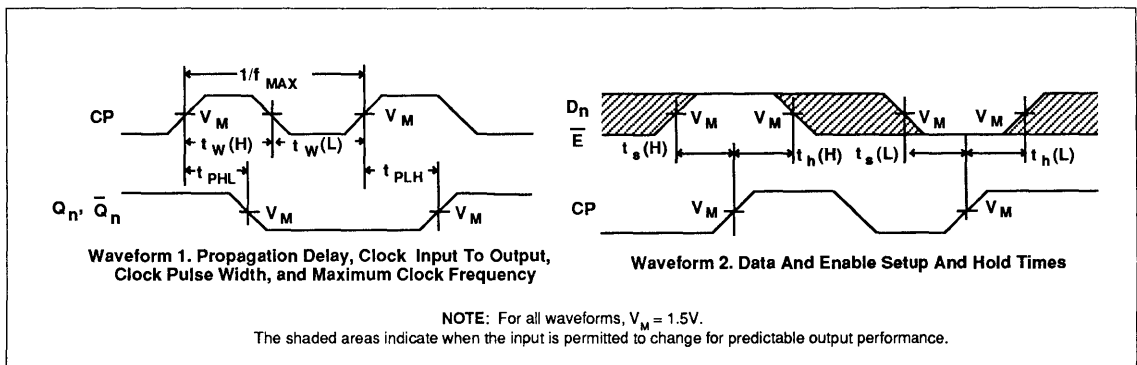 1/f MAX
CP
V M V M V M
t W (H) t W (L)
t PHL t PLH
Q n , Q̅ n
V M V M
Waveform 1. Propagation Delay, Clock Input To Output,
Clock Pulse Width, and Maximum Clock Frequency
D n
E̅
V M V M V M V M
t s (H) t h (H) t s (L) t h (L)
CP
V M V M
Waveform 2. Data And Enable Setup And Hold Times
NOTE: For all waveforms, V M = 1.5V.
The shaded areas indicate when the input is permitted to change for predictable output performance.